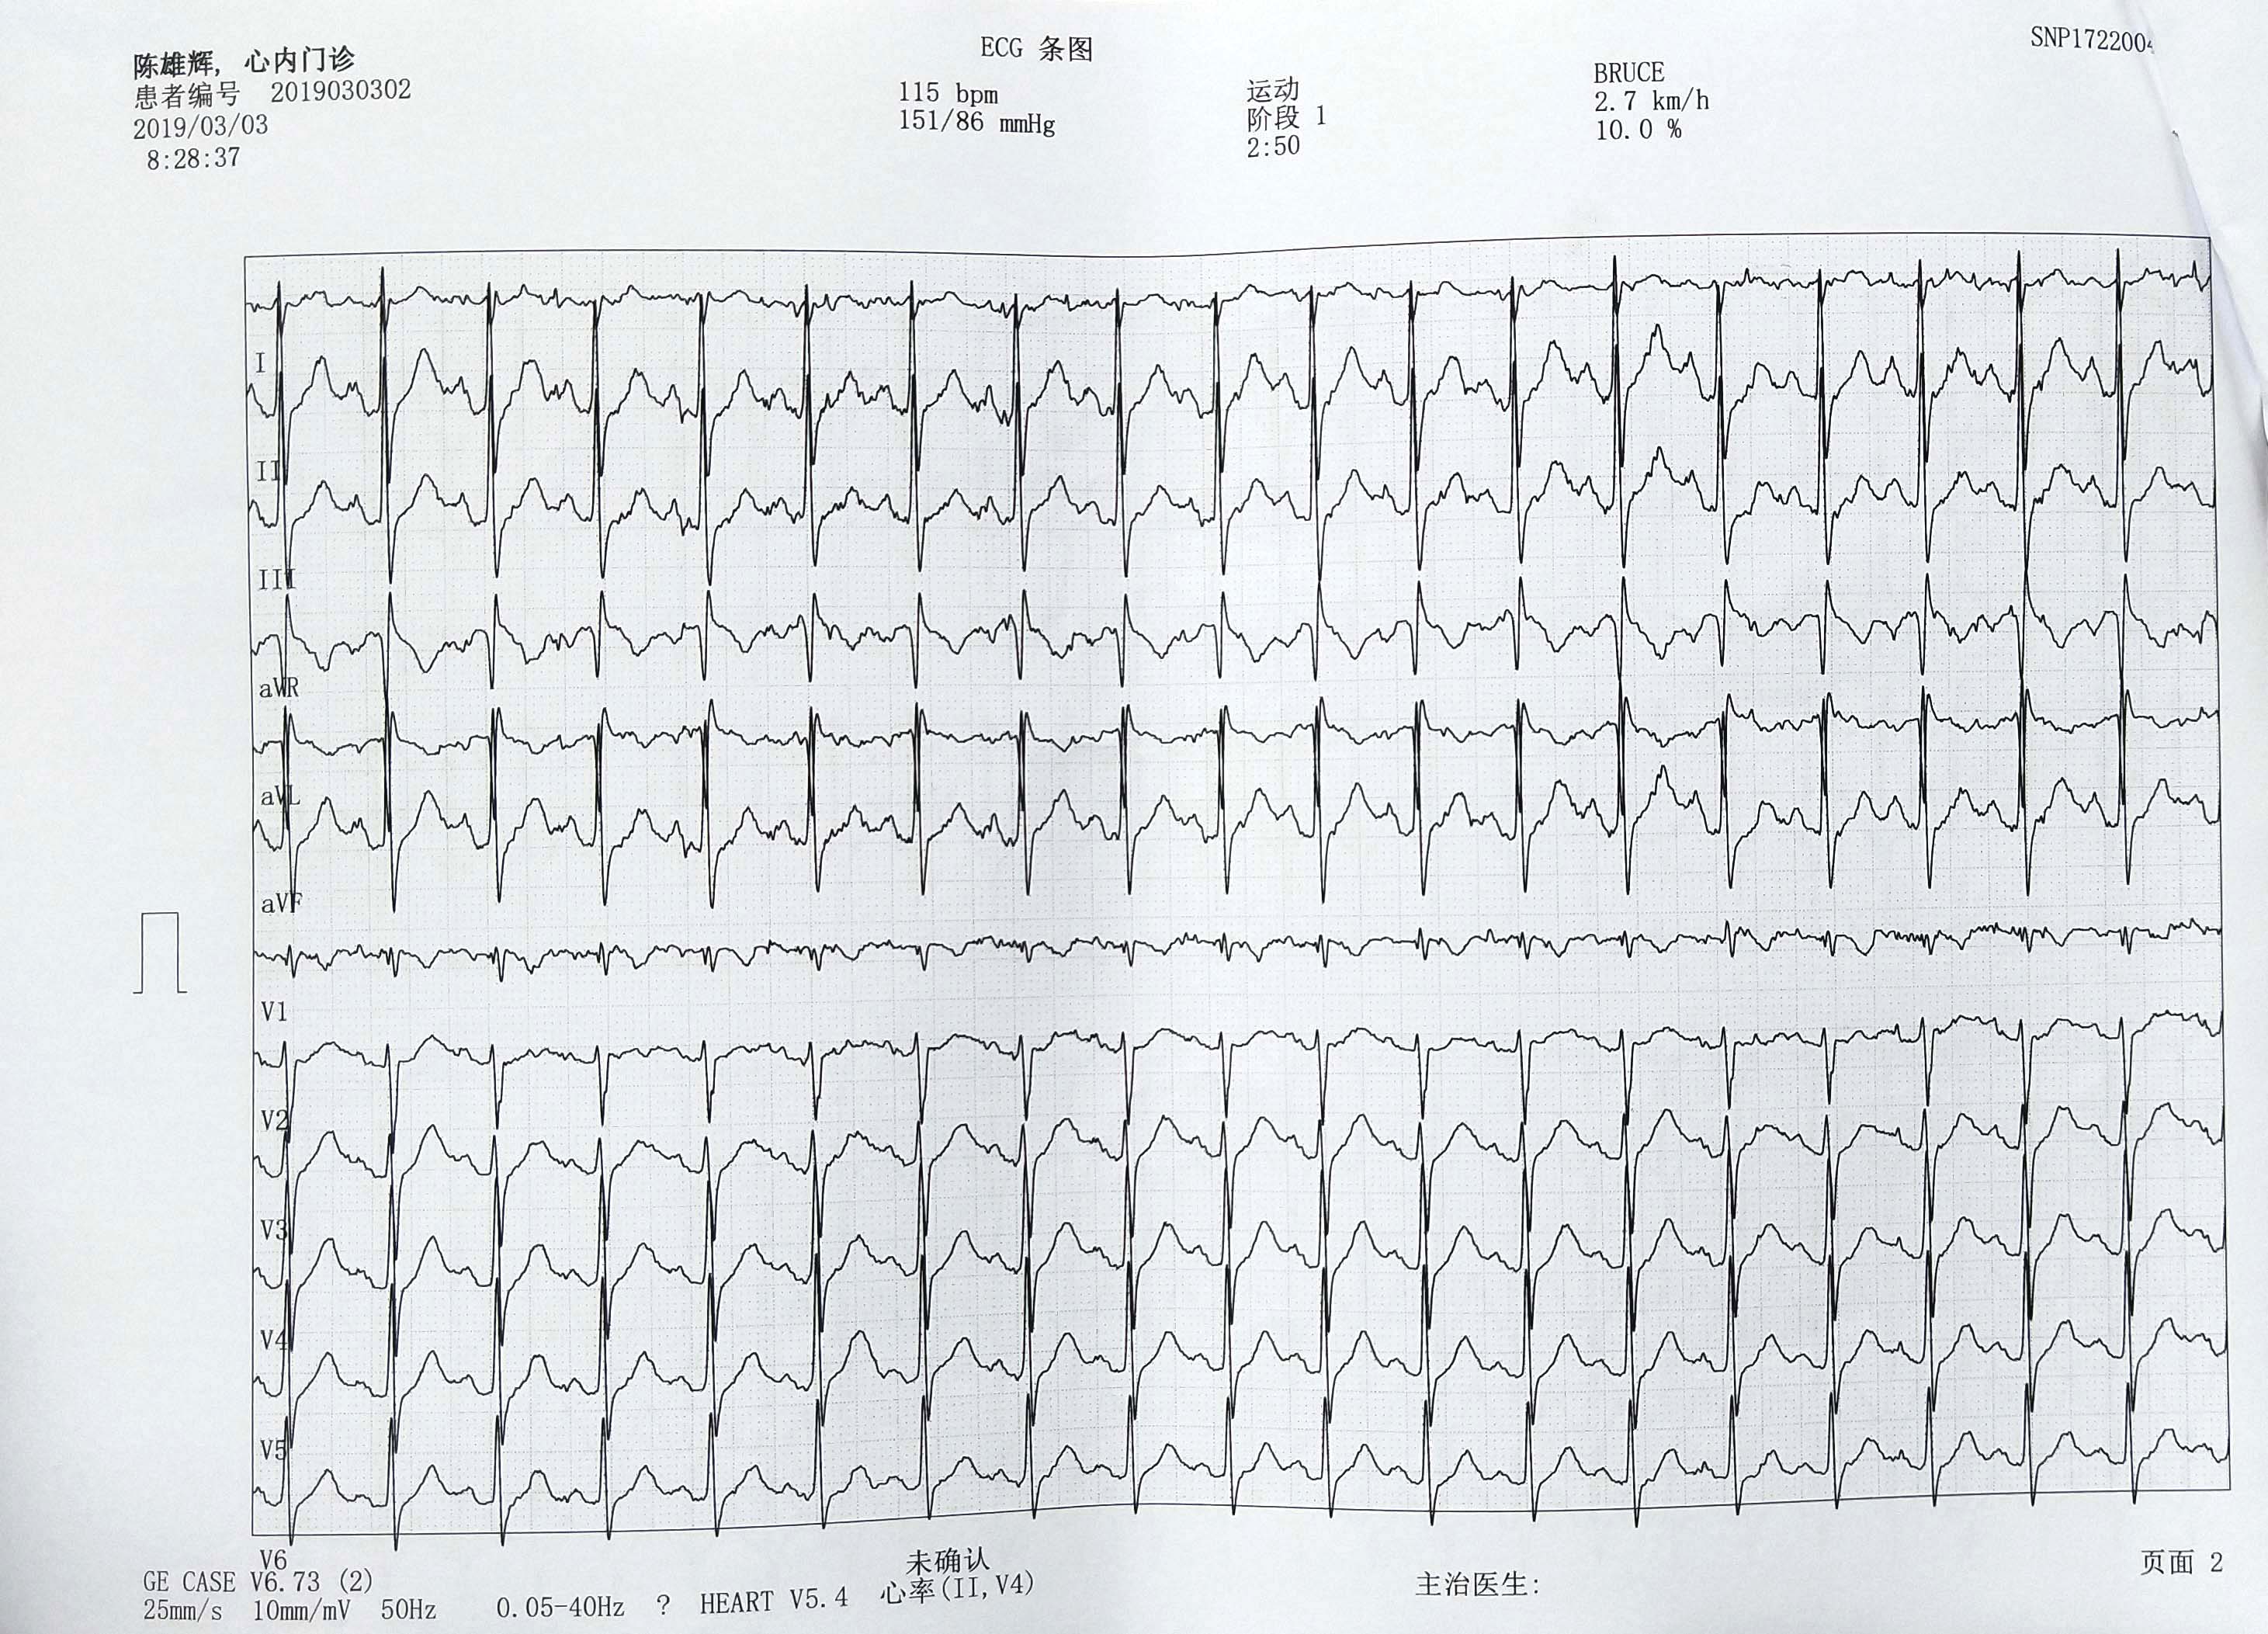 ECG 条图
SNP1722004
陈雄辉, 心内门诊
患者编号 2019030302
2019/03/03
8:28:37
115 bpm
151/86 mmHg
运动
阶段 1
2:50
BRUCE
2.7 km/h
10.0 %
I
II
III
aVR
aVL
aVF
V1
V2
V3
V4
V5
V6
GE CASE V6.73 (2)
25mm/s 10mm/mV 50Hz 0.05-40Hz ? HEART V5.4 心率(II,V4)
未确认
主治医生:
页面 2